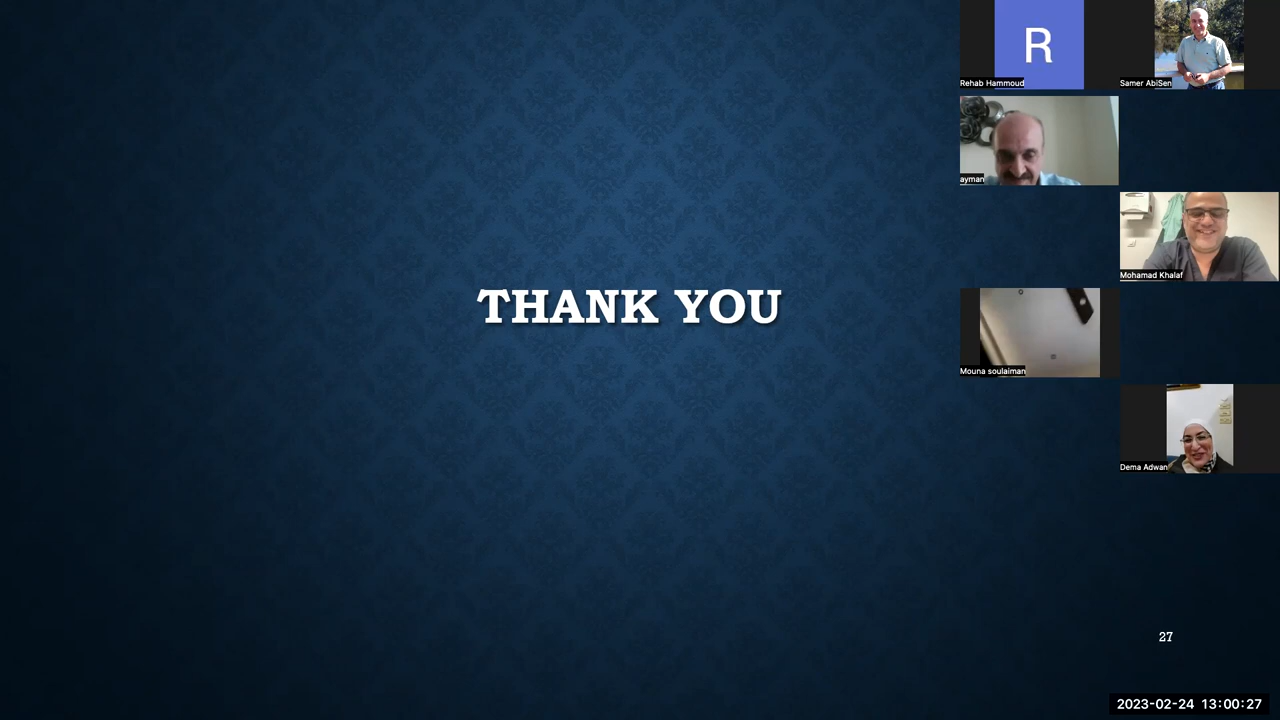 R
Rehab Hammoud
Samer AbiSen
ayman
Mohamad Khalaf
THANK YOU
Mouna soulaiman
Dema Adwan
27
2023-02-24 13:00:27